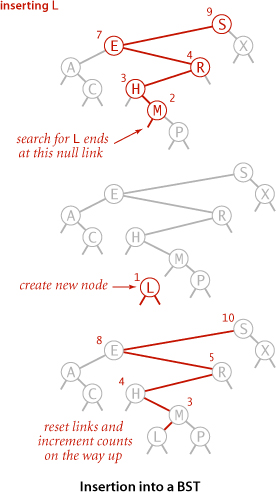 inserting L
9
7 S
E X
4
A R
3
C H 2
M
P
search for L ends
at this null link
S
E X
A R
C H
M
1 P
create new node L
10
8 S
E X
5
A R
4
C H 3
M
L P
reset links and
increment counts
on the way up
Insertion into a BST